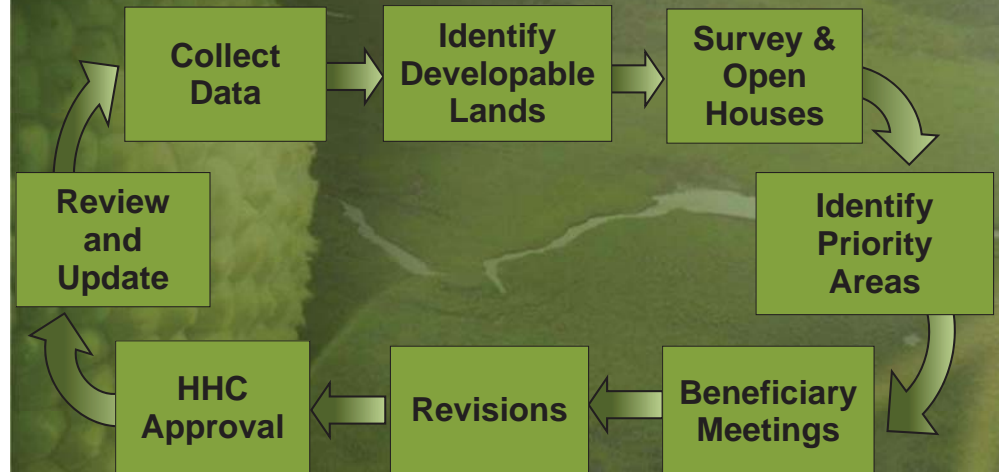 Collect
Data
Identify
Developable
Lands
Survey &
Open
Houses
Identify
Priority
Areas
Beneficiary
Meetings
Revisions
HHC
Approval
Review
and
Update